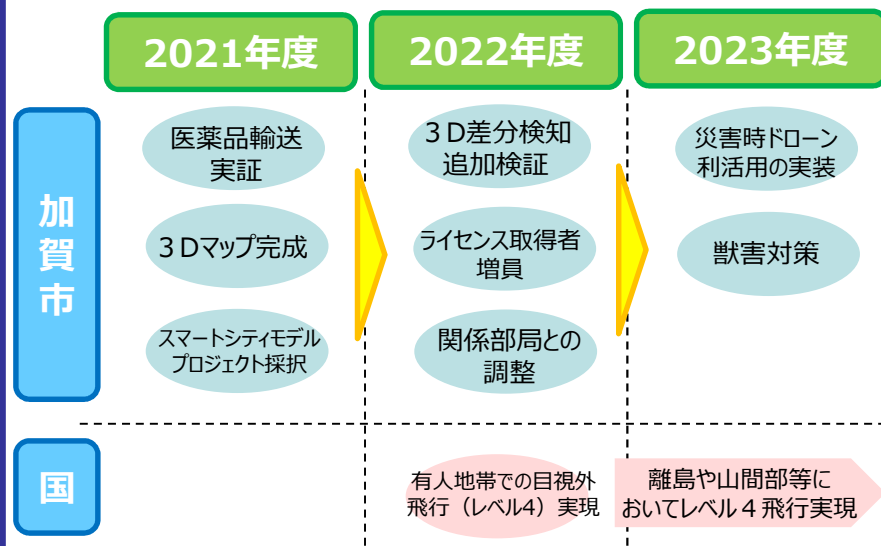 2021年度
2022年度
2023年度
加賀市
医薬品輸送
実証
3Dマップ完成
スマートシティモデル
プロジェクト採択
3D差分検知
追加検証
ライセンス取得者
増員
関係部局との
調整
災害時ドローン
利活用の実装
獣害対策
国
有人地帯での目視外
飛行（レベル4）実現
離島や山間部等に
おいてレベル４飛行実現